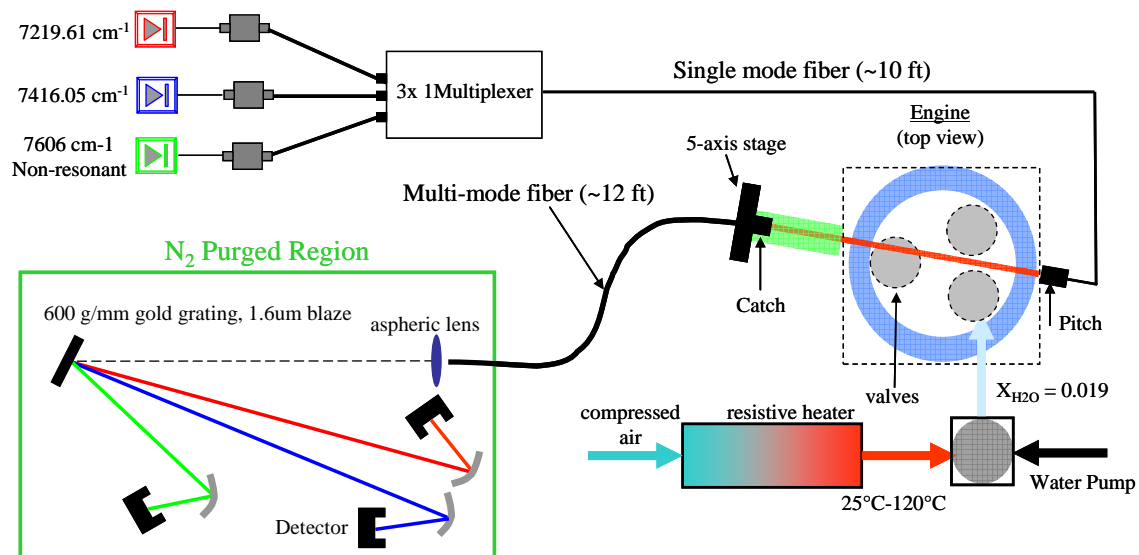 7219.61 cm⁻¹
7416.05 cm⁻¹
7606 cm-1
Non-resonant
3x 1Multiplexer
Single mode fiber (~10 ft)
Engine
(top view)
5-axis stage
Multi-mode fiber (~12 ft)
Catch
Pitch
valves
N₂ Purged Region
600 g/mm gold grating, 1.6um blaze
aspheric lens
Detector
X_H2O = 0.019
compressed
air
resistive heater
25°C-120°C
Water Pump